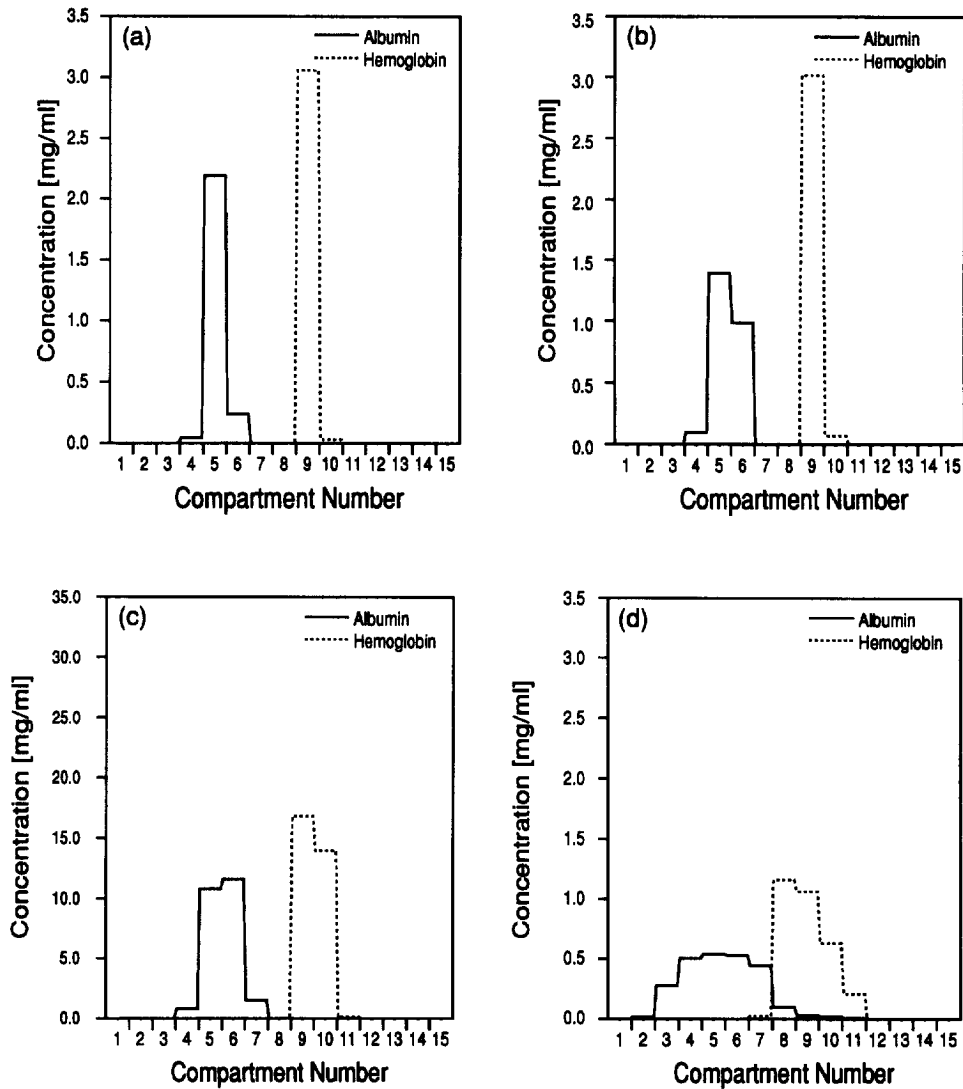 (a)
Albumin
Hemoglobin
Concentration [mg/ml]
3.5
3.0
2.5
2.0
1.5
1.0
0.5
0.0
1 2 3 4 5 6 7 8 9 10 11 12 13 14 15
Compartment Number
(b)
Albumin
Hemoglobin
Concentration [mg/ml]
3.5
3.0
2.5
2.0
1.5
1.0
0.5
0.0
1 2 3 4 5 6 7 8 9 10 11 12 13 14 15
Compartment Number
(c)
Albumin
Hemoglobin
Concentration [mg/ml]
35.0
30.0
25.0
20.0
15.0
10.0
5.0
0.0
1 2 3 4 5 6 7 8 9 10 11 12 13 14 15
Compartment Number
(d)
Albumin
Hemoglobin
Concentration [mg/ml]
3.5
3.0
2.5
2.0
1.5
1.0
0.5
0.0
1 2 3 4 5 6 7 8 9 10 11 12 13 14 15
Compartment Number